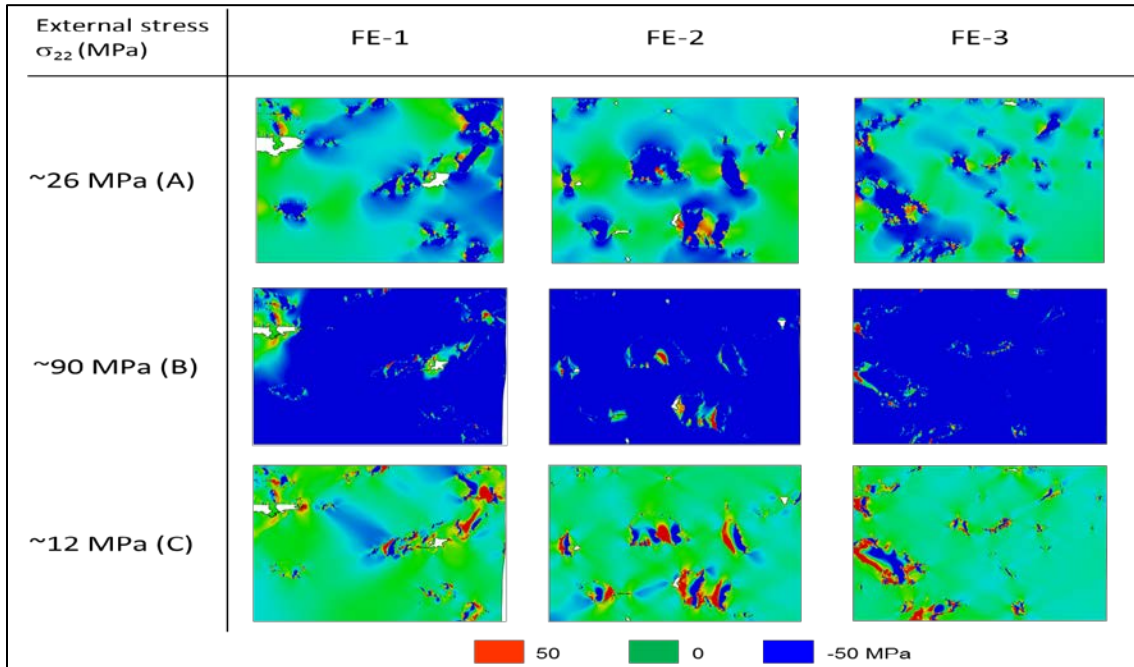 External stress
σ₂₂ (MPa)
FE-1
FE-2
FE-3
~26 MPa (A)
~90 MPa (B)
~12 MPa (C)
50
0
-50 MPa